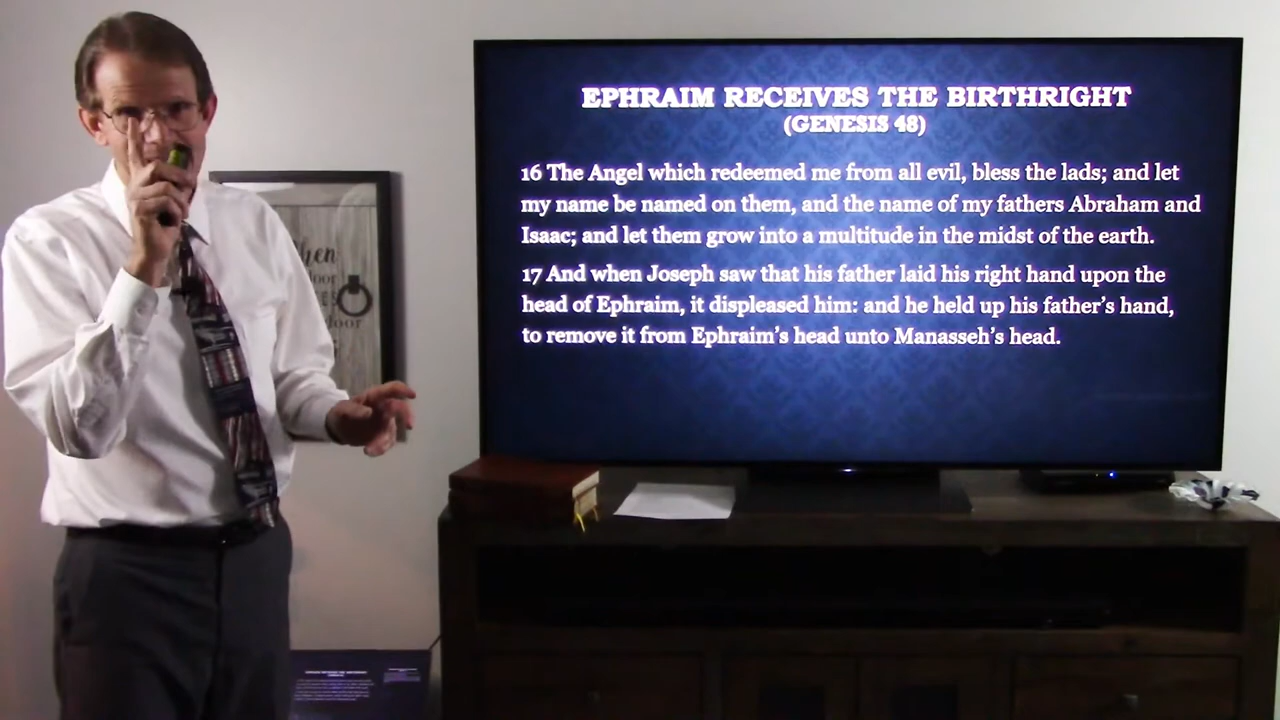 EPHRAIM RECEIVES THE BIRTHRIGHT
(GENESIS 48)
16 The Angel which redeemed me from all evil, bless the lads; and let
my name be named on them, and the name of my fathers Abraham and
Isaac; and let them grow into a multitude in the midst of the earth.
17 And when Joseph saw that his father laid his right hand upon the
head of Ephraim, it displeased him: and he held up his father's hand,
to remove it from Ephraim's head unto Manasseh's head.